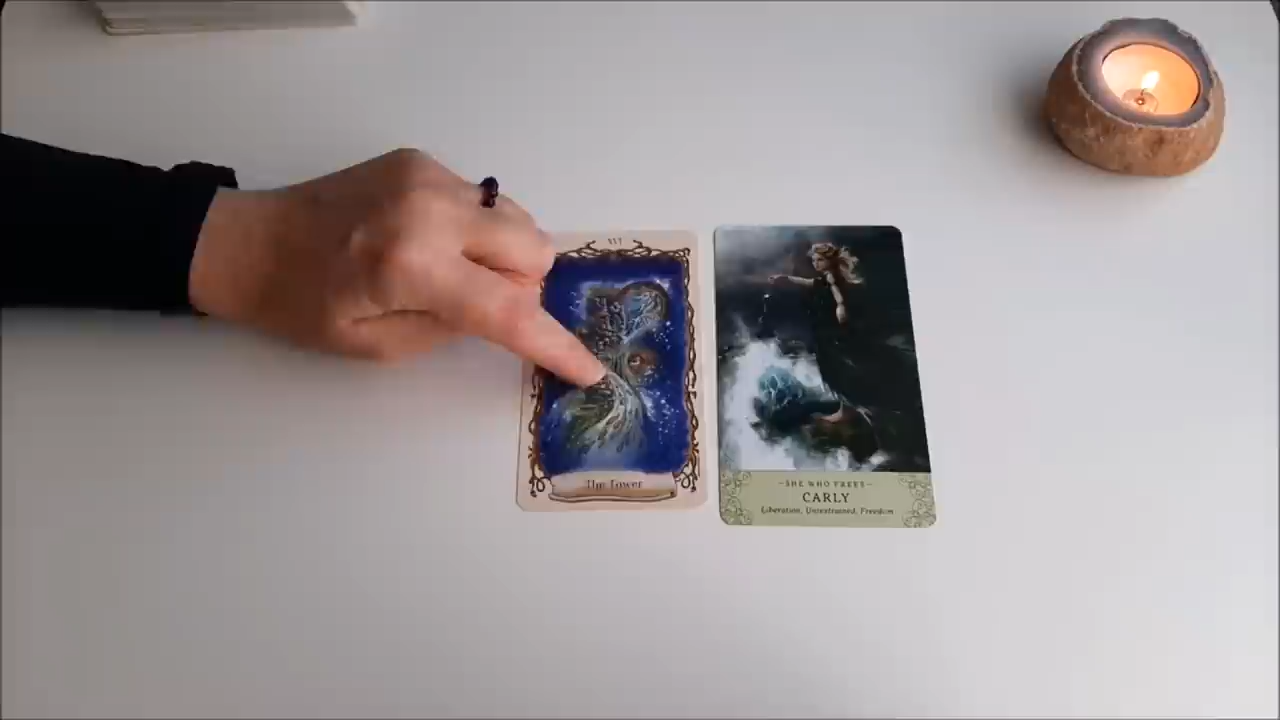 The Tower
-SHE WHO FREES-
CARLY
Liberation, Unrestrained, Freedom